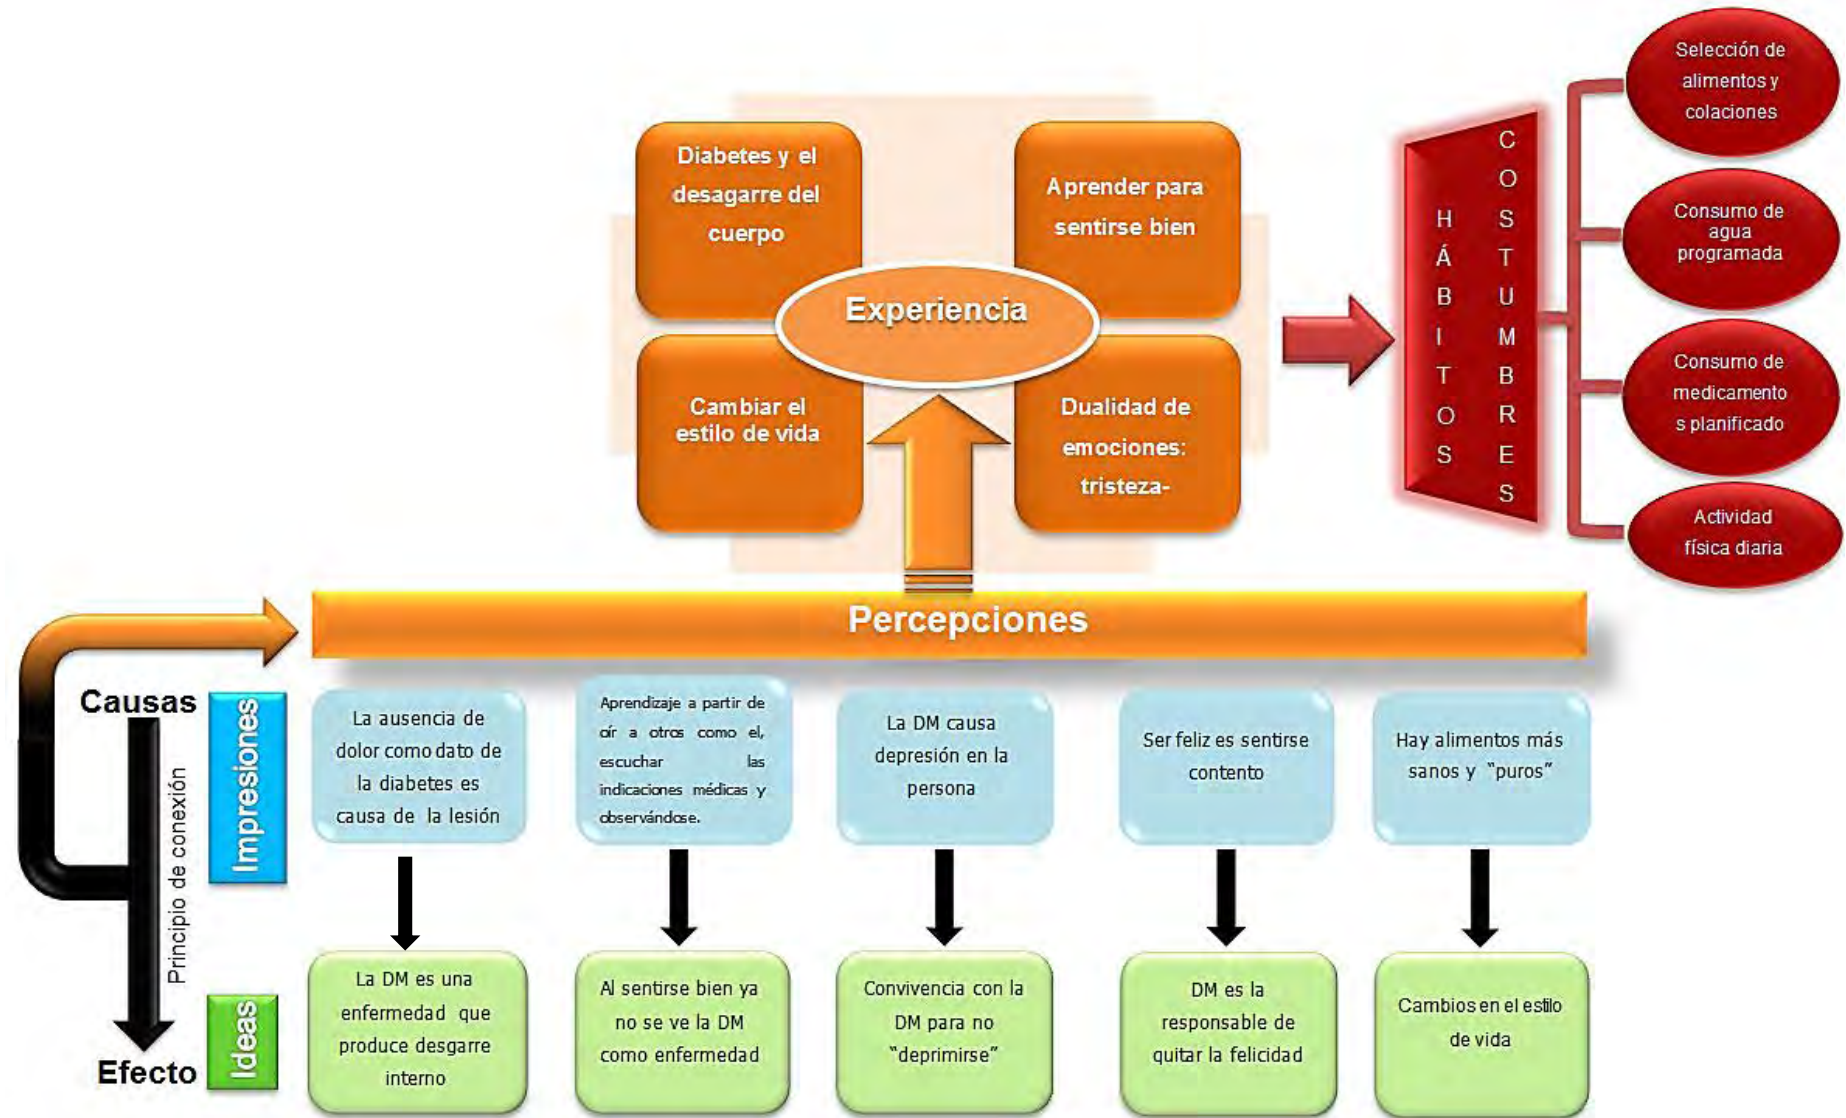 Diabetes y el
desagarre del
cuerpo
Aprender para
sentirse bien
Experiencia
Cambiar el
estilo de vida
Dualidad de
emociones:
tristeza-
HÁBITOS
COSTUMBRES
Selección de
alimentos y
colaciones
Consumo de
agua
programada
Consumo de
medicamento
s planificado
Actividad
física diaria
Percepciones
Causas
Principio de conexión
Efecto
Impresiones
La ausencia de
dolor como dato de
la diabetes es
causa de la lesión
Aprendizaje a partir de
oír a otros como el,
escuchar las
indicaciones médicas y
observándose.
La DM causa
depresión en la
persona
Ser feliz es sentirse
contento
Hay alimentos más
sanos y "puros"
Ideas
La DM es una
enfermedad que
produce desgarre
interno
Al sentirse bien ya
no se ve la DM
como enfermedad
Convivencia con la
DM para no
"deprimirse"
DM es la
responsable de
quitar la felicidad
Cambios en el estilo
de vida